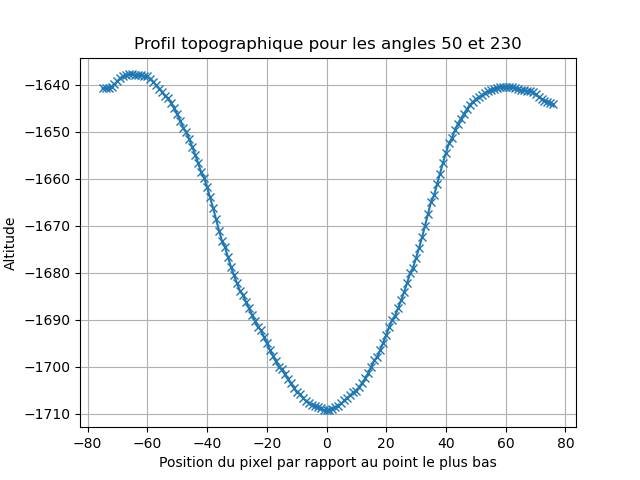 Profil topographique pour les angles 50 et 230
Altitude
−1640
−1650
−1660
−1670
−1680
−1690
−1700
−1710
−80 −60 −40 −20 0 20 40 60 80
Position du pixel par rapport au point le plus bas